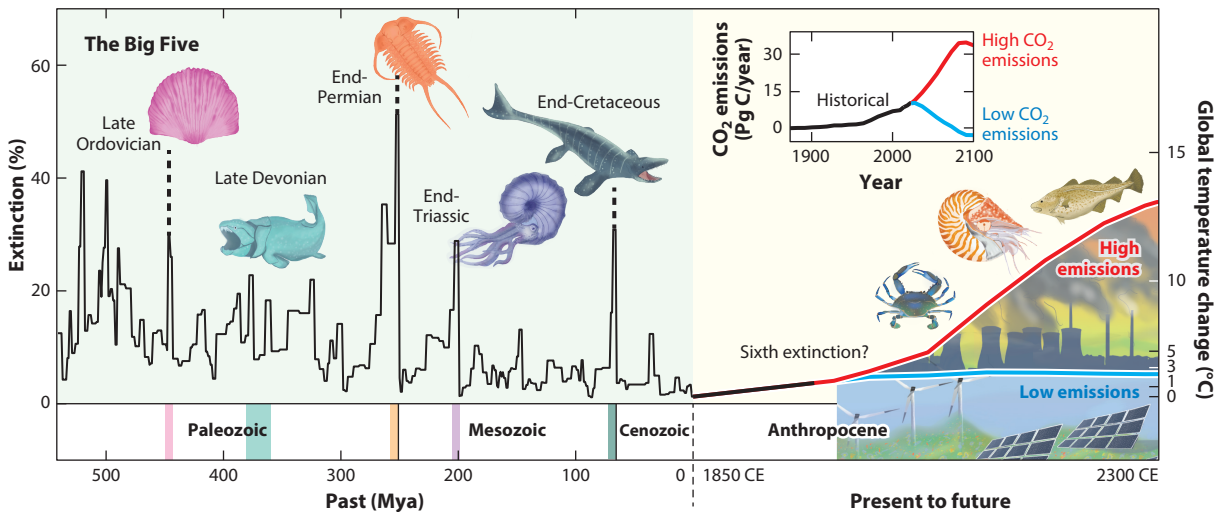 The Big Five
Extinction (%)
60
40
20
0
Late
Ordovician
Late Devonian
End-
Permian
End-
Triassic
End-Cretaceous
Paleozoic
Mesozoic
Cenozoic
500
400
300
200
100
0
Past (Mya)
CO₂ emissions
(Pg C/year)
30
15
0
Historical
High CO₂
emissions
Low CO₂
emissions
1900
2000
2100
Year
Sixth extinction?
High
emissions
Low emissions
Anthropocene
1850 CE
2300 CE
Present to future
Global temperature change (°C)
15
10
5
3
1
0